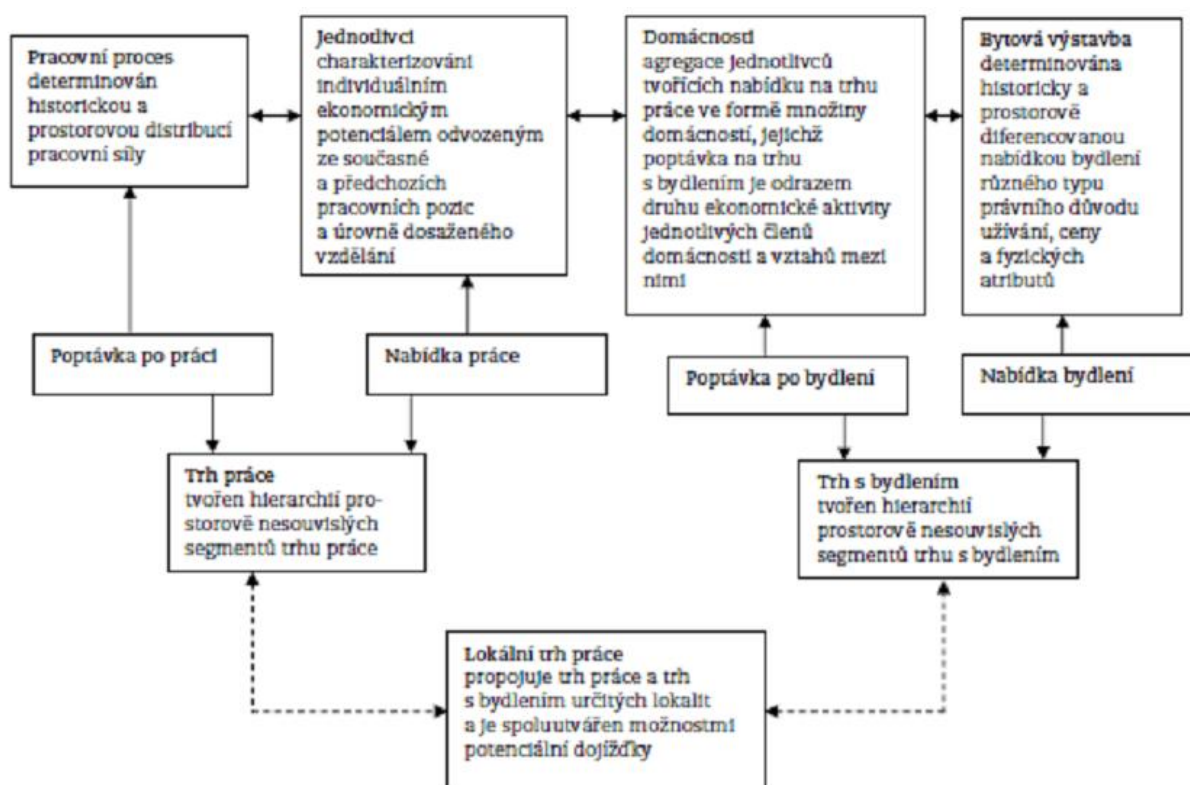 Pracovní proces
determinován
historickou a
prostorovou distribucí
pracovní síly
Jednotlivci
charakterizováni
individuálním
ekonomickým
potenciálem odvozeným
ze současné
a předchozích
pracovních pozic
a úrovně dosaženého
vzdělání
Domácnosti
agregace jednotlivců
tvořících nabídku na trhu
práce ve formě množiny
domácností, jejichž
poptávka na trhu
s bydlením je odrazem
druhu ekonomické aktivity
jednotlivých členů
domácnosti a vztahů mezi
nimi
Bytová výstavba
determinována
historicky a
prostorově
diferencovanou
nabídkou bydlení
různého typu
právního důvodu
užívání, ceny
a fyzických
atributů
Poptávka po práci
Nabídka práce
Poptávka po bydlení
Nabídka bydlení
Trh práce
tvořen hierarchií pro-
storově nesouvislých
segmentů trhu práce
Trh s bydlením
tvořen hierarchií
prostorově nesouvislých
segmentů trhu s bydlením
Lokální trh práce
propojuje trh práce a trh
s bydlením určitých lokalit
a je spoluutvářen možnostmi
potenciální dojížďky